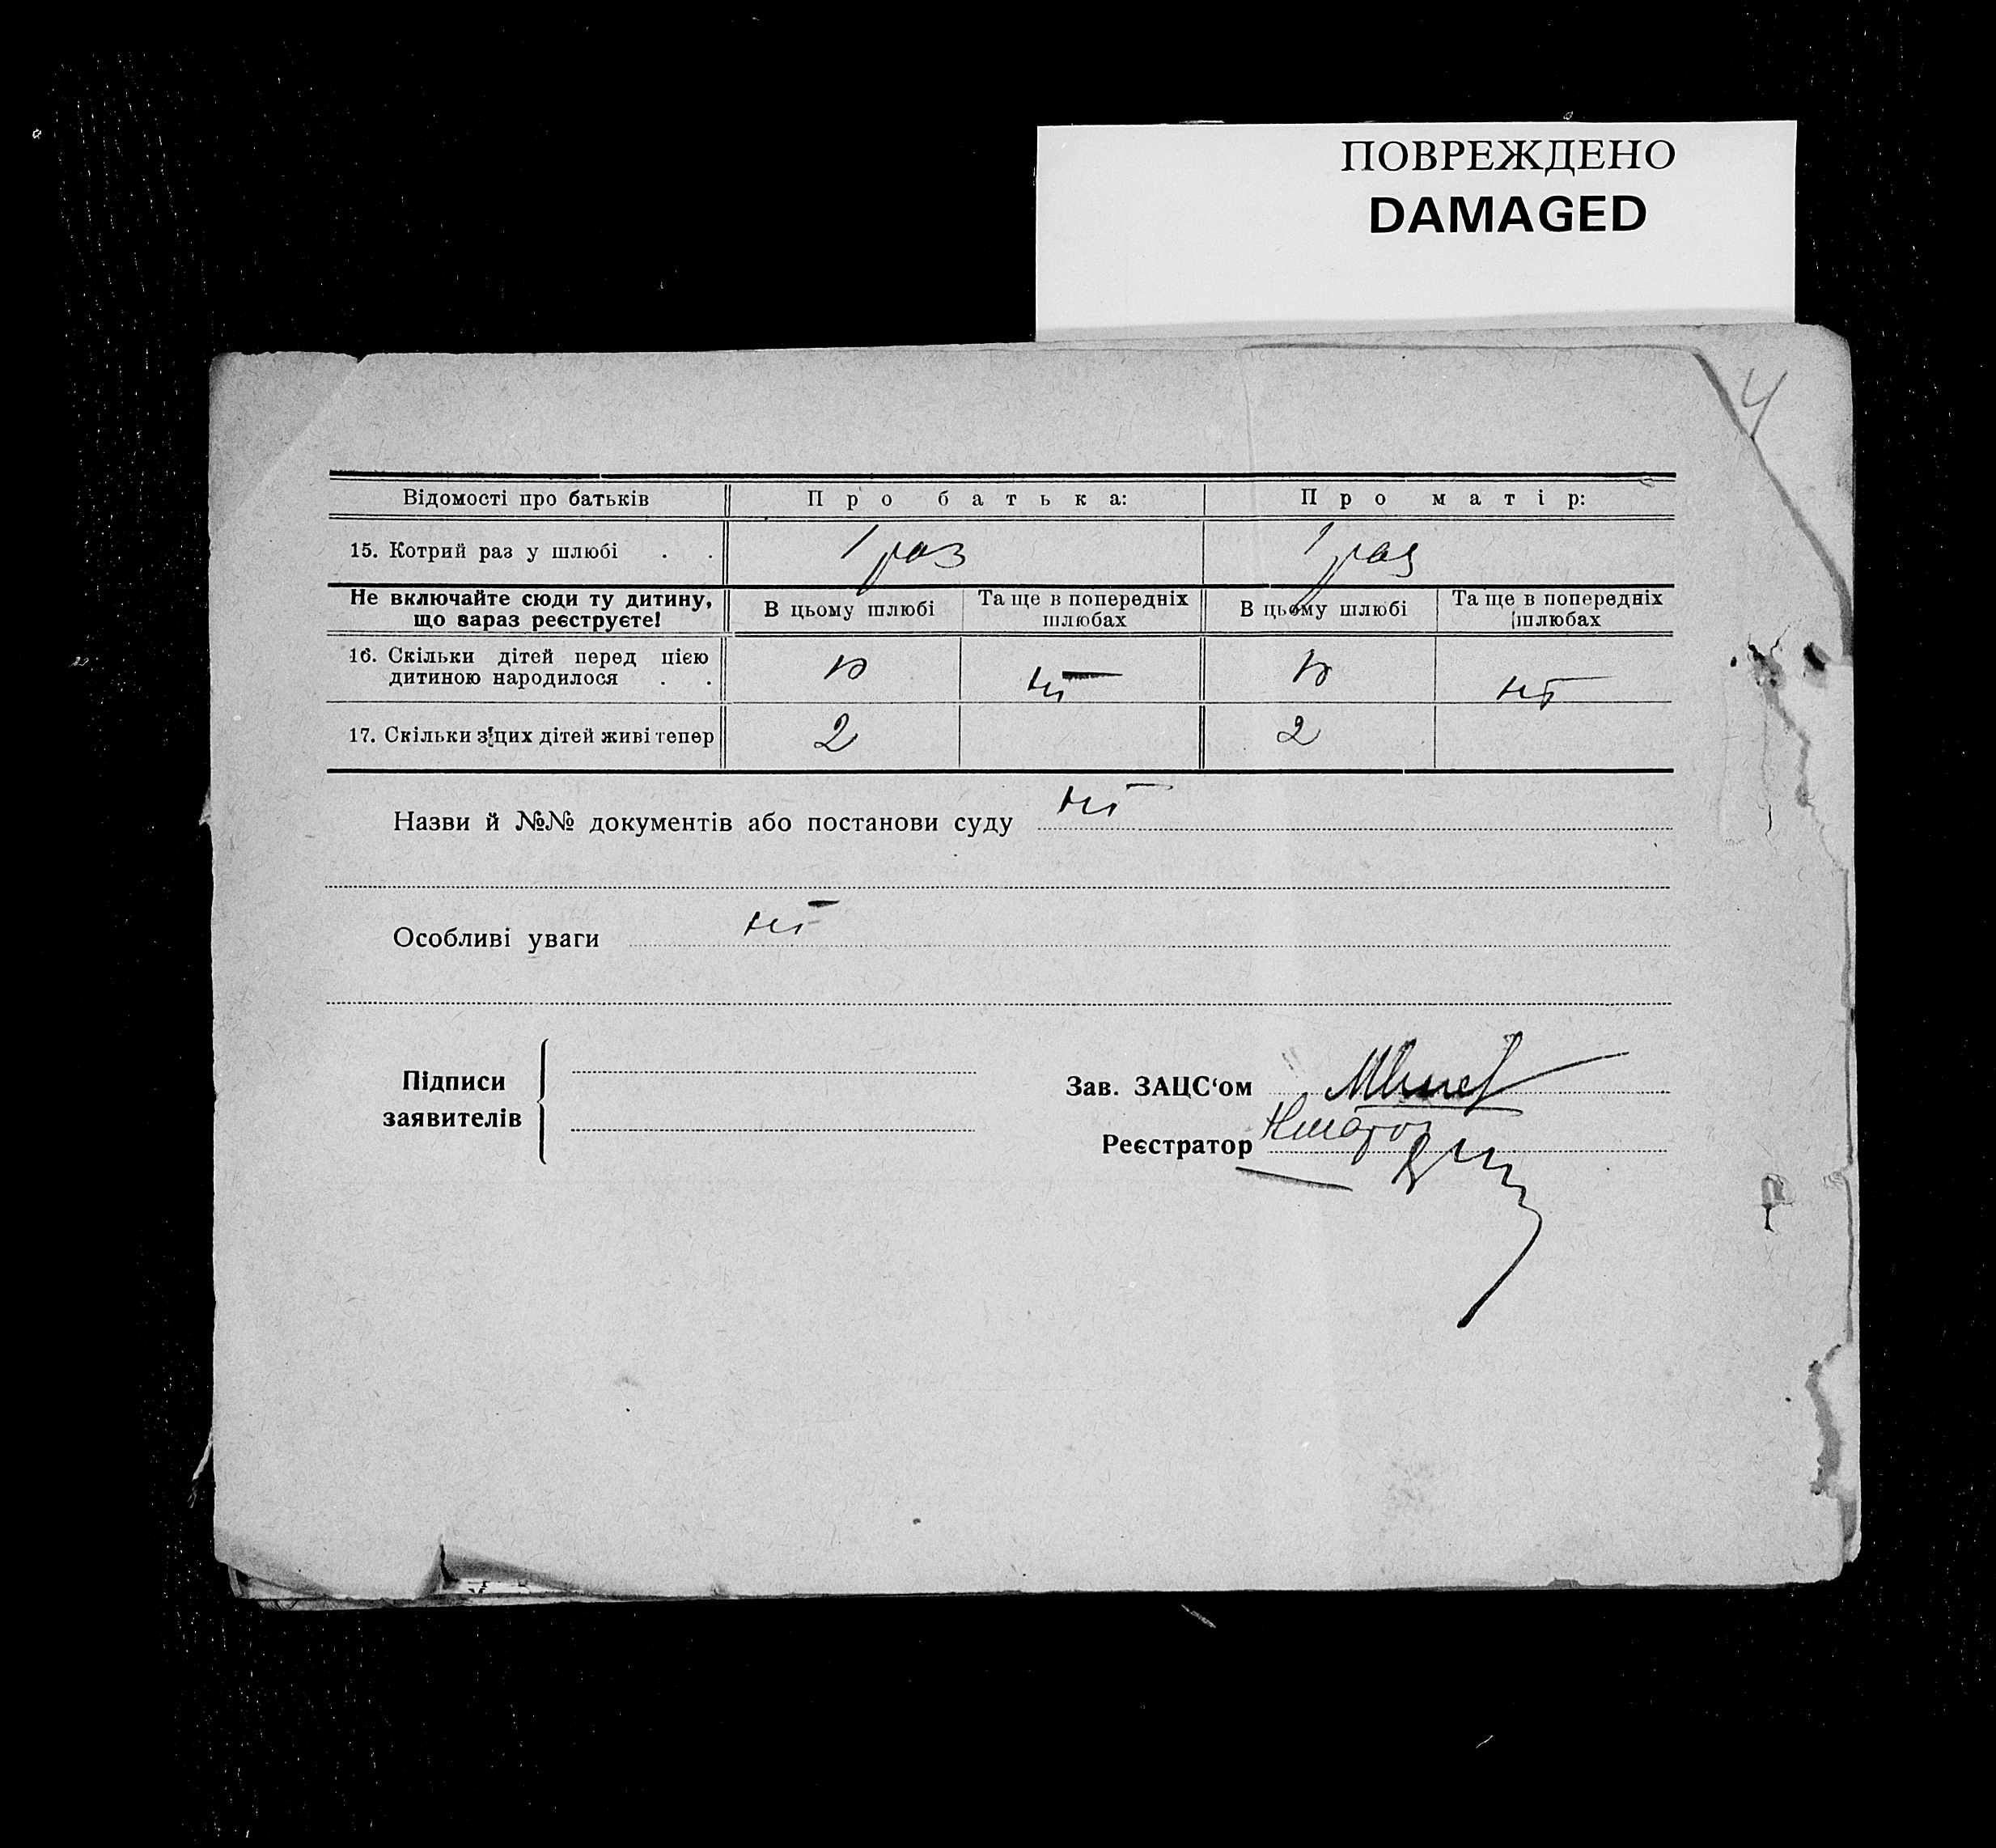 ПОВРЕЖДЕНО
DAMAGED
4
Відомості про батьків Про батька: Про матір:
15. Котрий раз у шлюбі . . 1 раз 1 раз
Не включайте сюди ту дитину, що зараз реєструєте! В цьому шлюбі Та ще в попередніх шлюбах В цьому шлюбі Та ще в попередніх шлюбах
16. Скільки дітей перед цією
дитиною народилося . . ні ні
17. Скільки з цих дітей живі тепер 2 2
Назви й №№ документів або постанови суду ні
Особливі уваги ні
Підписи
заявителів
Зав. ЗАЦС‘ом
Реєстратор